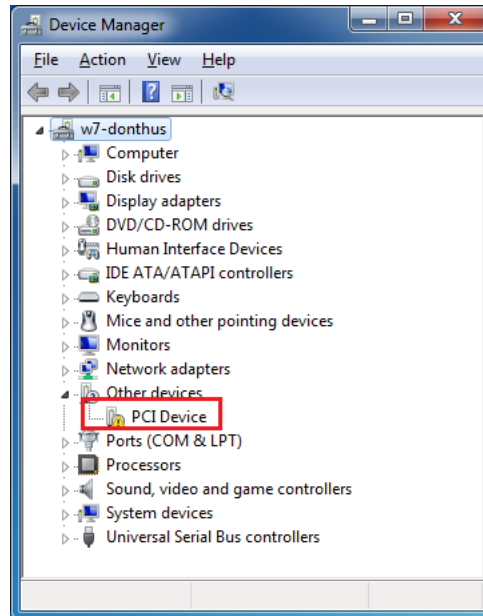 Device Manager
File Action View Help
w7-donthus
Computer
Disk drives
Display adapters
DVD/CD-ROM drives
Human Interface Devices
IDE ATA/ATAPI controllers
Keyboards
Mice and other pointing devices
Monitors
Network adapters
Other devices
PCI Device
Ports (COM & LPT)
Processors
Sound, video and game controllers
System devices
Universal Serial Bus controllers